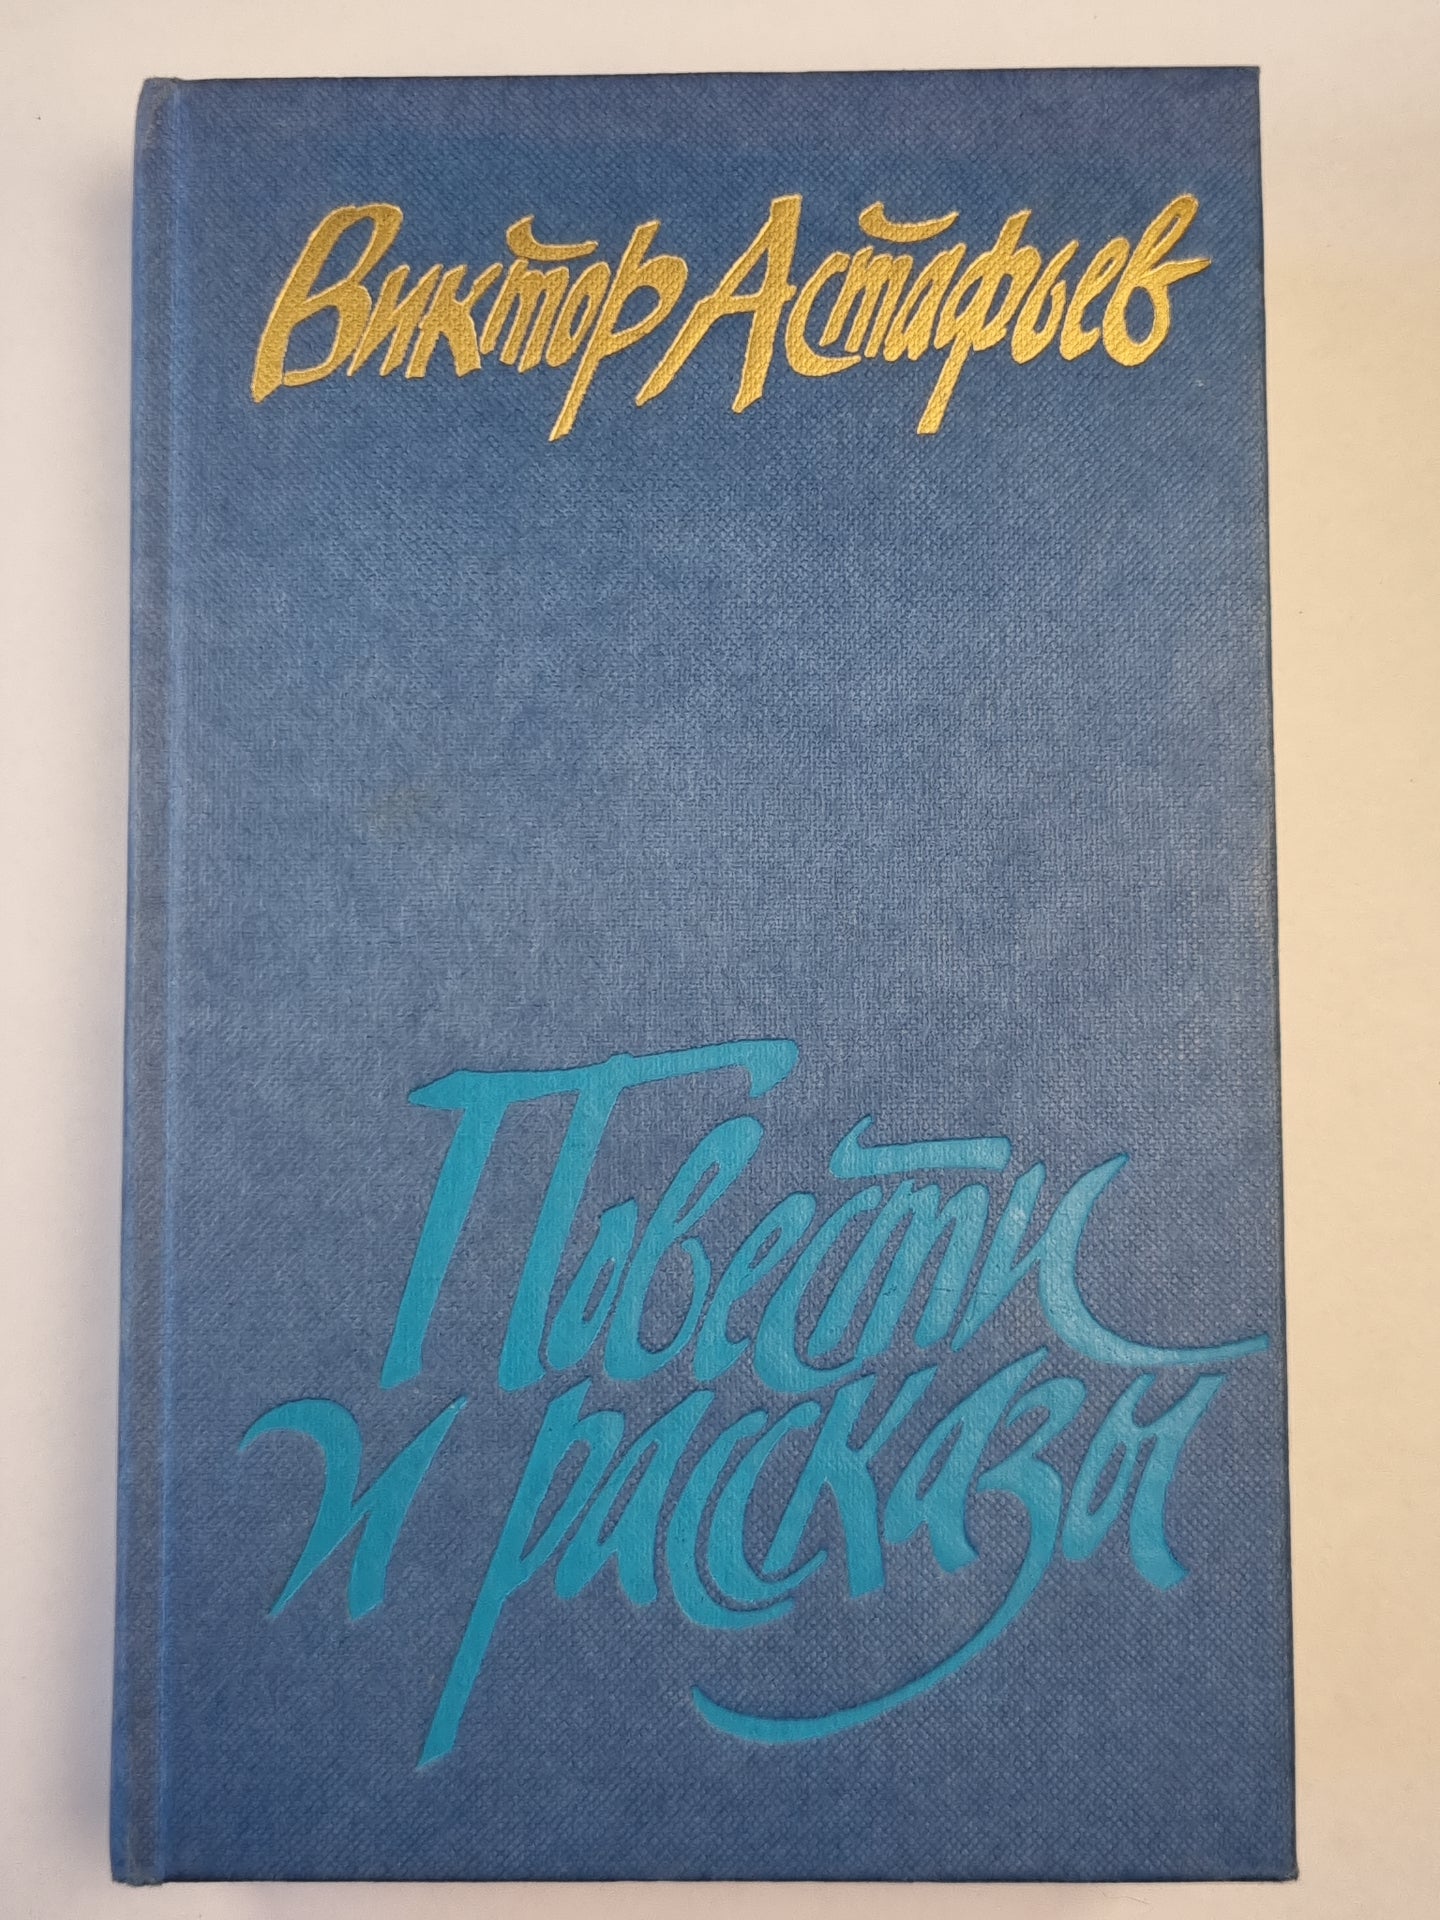 Виктор Астафьев
Повести
и рассказы